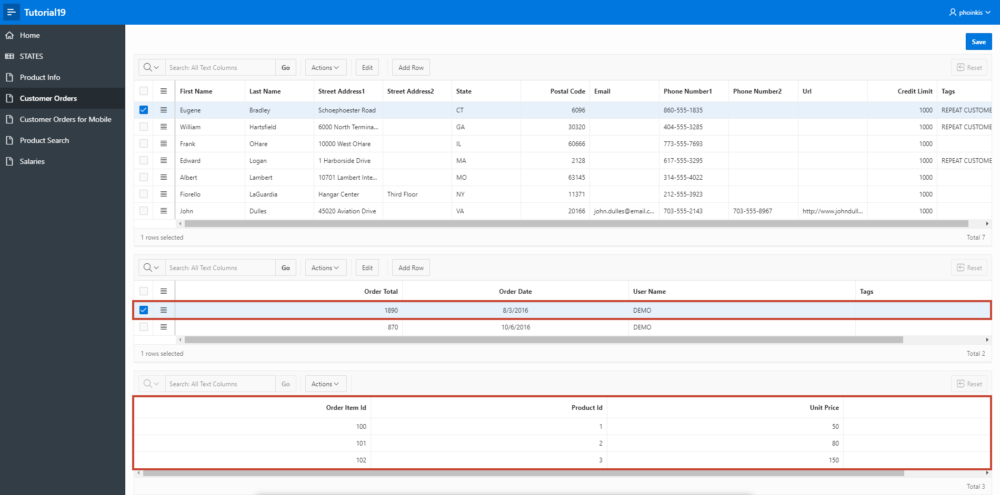 Tutorial19
phoinkis
Home
STATES
Product Info
Customer Orders
Customer Orders for Mobile
Product Search
Salaries
Save
Search: All Text Columns Go Actions Edit Add Row Reset
First Name Last Name Street Address1 Street Address2 State Postal Code Email Phone Number1 Phone Number2 Url Credit Limit Tags
Eugene Bradley Schoephoester Road CT 6096 860-555-1835 1000 REPEAT CUSTOME
William Hartsfield 6000 North Termina... GA 30320 404-555-3285 1000 REPEAT CUSTOME
Frank OHare 10000 West OHare IL 60666 773-555-7693 1000
Edward Logan 1 Harborside Drive MA 2128 617-555-3295 1000 REPEAT CUSTOME
Albert Lambert 10701 Lambert Inte... MO 63145 314-555-4022 1000
Fiorello LaGuardia Hangar Center Third Floor NY 11371 212-555-3923 1000
John Dulles 45020 Aviation Drive VA 20166 john.dulles@email.c... 703-555-2143 703-555-8967 http://www.johndull... 1000
1 rows selected Total 7
Search: All Text Columns Go Actions Edit Add Row Reset
Order Total Order Date User Name Tags
1890 8/3/2016 DEMO
870 10/6/2016 DEMO
1 rows selected Total 2
Search: All Text Columns Go Actions Reset
Order Item Id Product Id Unit Price
100 1 50
101 2 80
102 3 150
Total 3